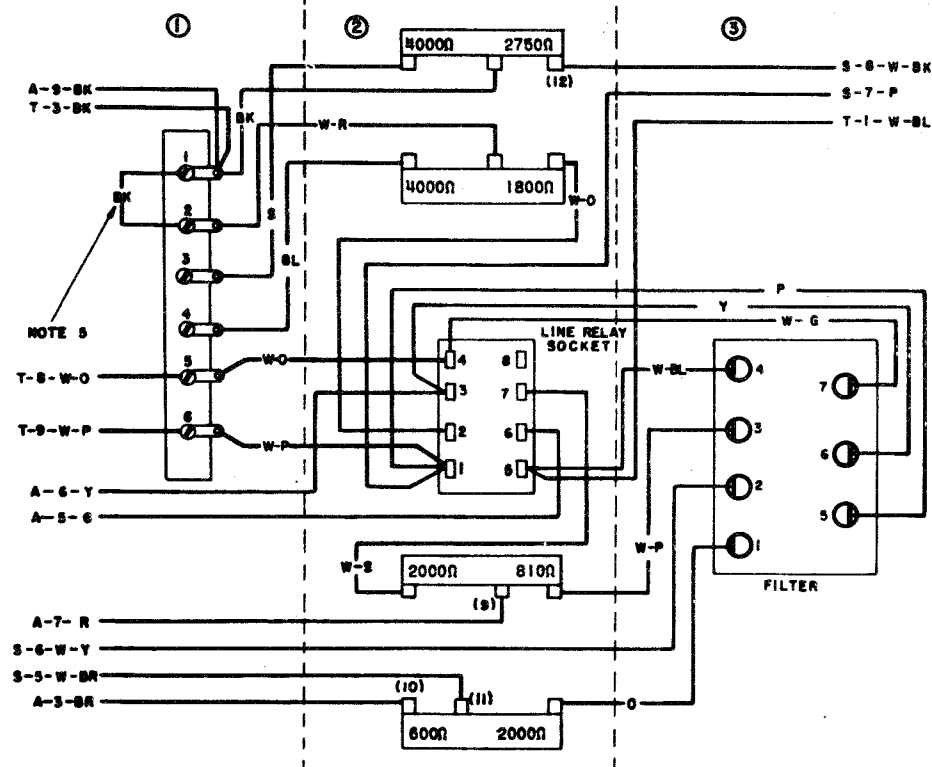 ① ② ③
4000Ω 2750Ω
(12)
S-6-W-BK
A-9-BK
T-3-BK
BK
S-7-P
W-R
T-1-W-BL
1
4000Ω 1800Ω
BK
W-O
2
S
3
BL
P
4
Y
NOTE 5
W-G
LINE RELAY
SOCKET
5
W-O
4 8
W-BL
4
T-8-W-O
3 7
7
6
2 6
3
T-9-W-P
W-P
6
1 5
2
A-6-Y
A-5-G
5
W-P
1
W-S
2000Ω 810Ω
FILTER
(9)
A-7-R
S-6-W-Y
S-5-W-BR
(10)
(11)
A-3-BR
O
600Ω 2000Ω